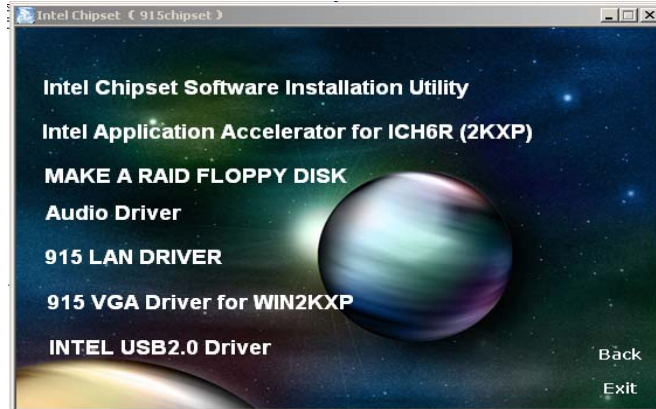 Intel Chipset ( 915chipset )
Intel Chipset Software Installation Utility
Intel Application Accelerator for ICH6R (2KXP)
MAKE A RAID FLOPPY DISK
Audio Driver
915 LAN DRIVER
915 VGA Driver for WIN2KXP
INTEL USB2.0 Driver
Back
Exit